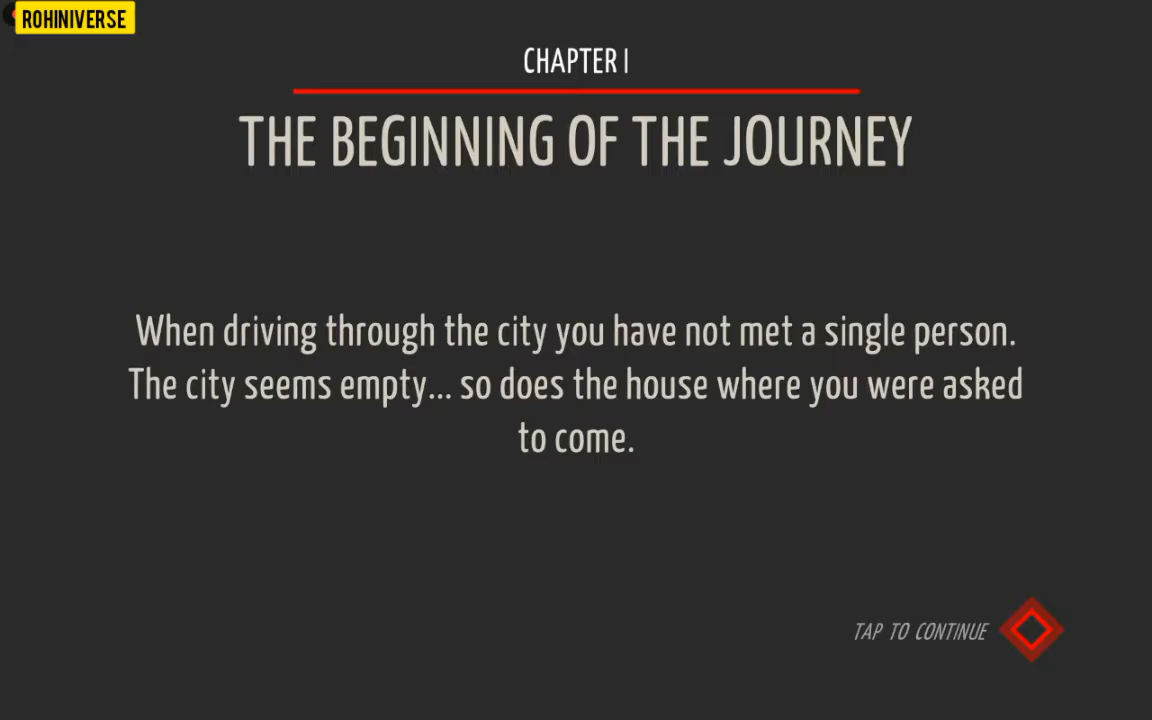 ROHINIVERSE
CHAPTER I
THE BEGINNING OF THE JOURNEY
When driving through the city you have not met a single person.
The city seems empty... so does the house where you were asked
to come.
TAP TO CONTINUE